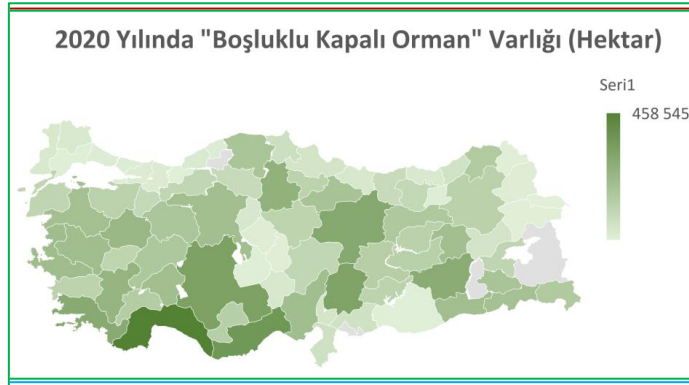 2020 Yılında "Boşluklu Kapalı Orman" Varlığı (Hektar)
Seri1
458 545